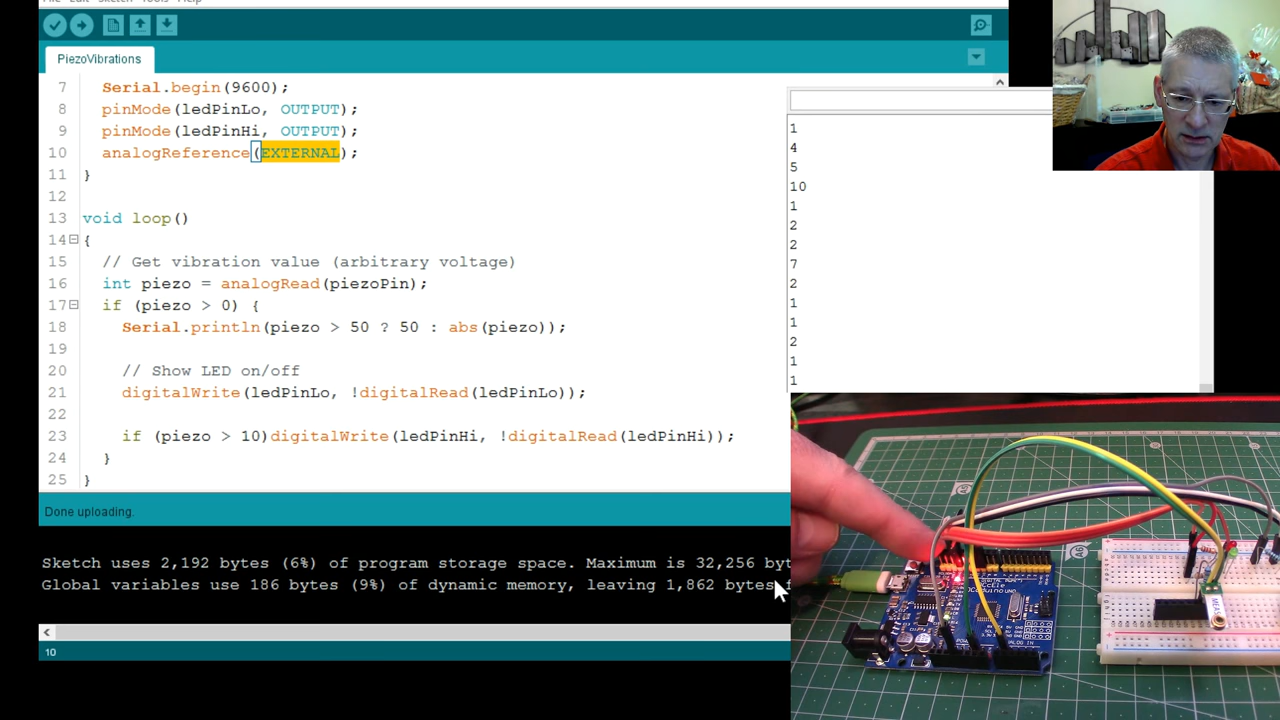 PiezoVibrations
7 Serial.begin(9600);
8 pinMode(ledPinLo, OUTPUT);
9 pinMode(ledPinHi, OUTPUT);
10 analogReference(EXTERNAL);
11 }
12
13 void loop()
14 {
15 // Get vibration value (arbitrary voltage)
16 int piezo = analogRead(piezoPin);
17 if (piezo > 0) {
18 Serial.println(piezo > 50 ? 50 : abs(piezo));
19
20 // Show LED on/off
21 digitalWrite(ledPinLo, !digitalRead(ledPinLo));
22
23 if (piezo > 10)digitalWrite(ledPinHi, !digitalRead(ledPinHi));
24 }
25 }
Done uploading.
Sketch uses 2,192 bytes (6%) of program storage space. Maximum is 32,256 byt
Global variables use 186 bytes (9%) of dynamic memory, leaving 1,862 bytes f
10
1
4
5
10
1
2
2
7
2
1
1
2
1
1
MEAS